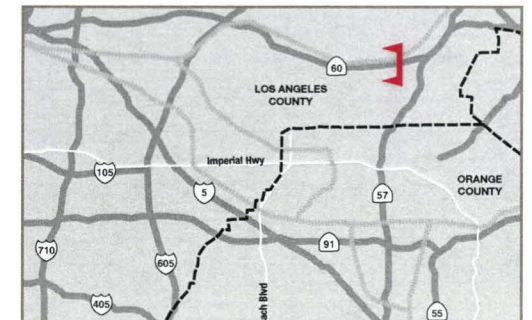 60
LOS ANGELES
COUNTY
Imperial Hwy
105
5
ORANGE
COUNTY
57
91
710
605
ach Blvd
405
55